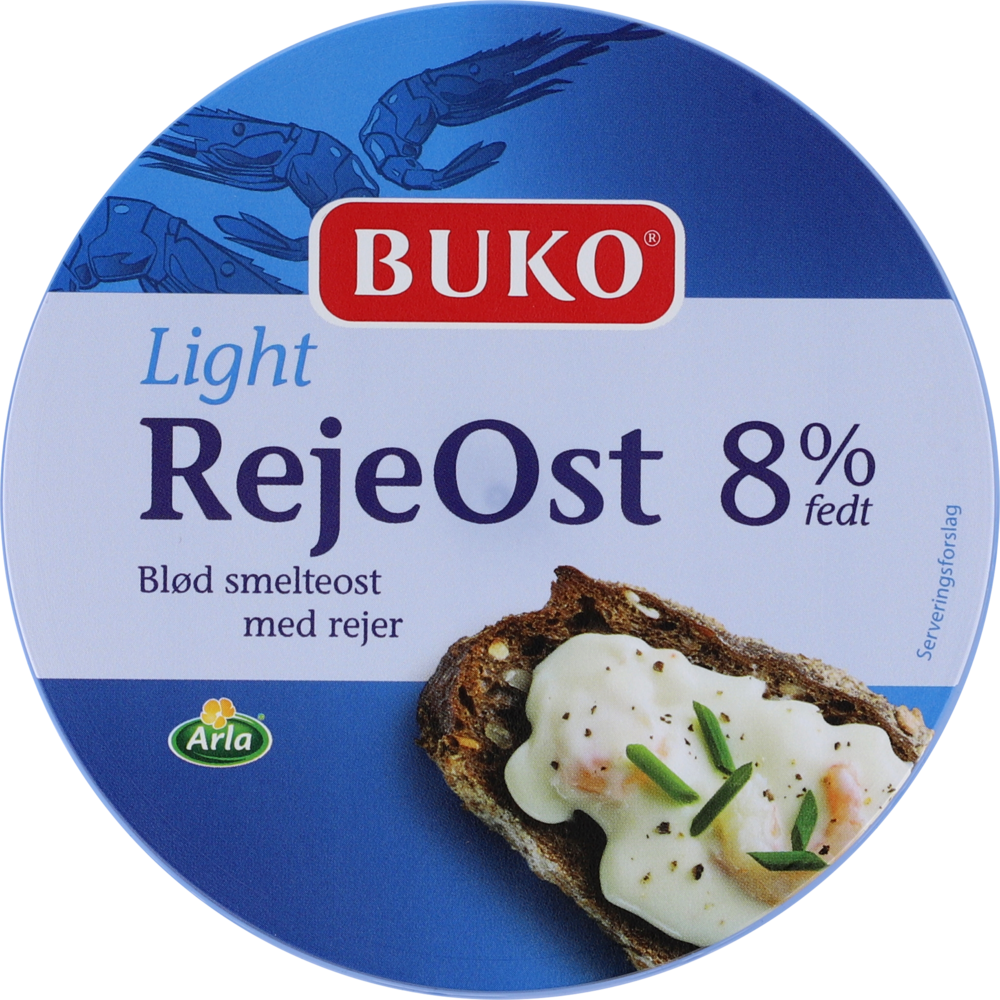 BUKO®
Light
RejeOst 8%
fedt
Blød smelteost
med rejer
Serveringsforslag
Arla®